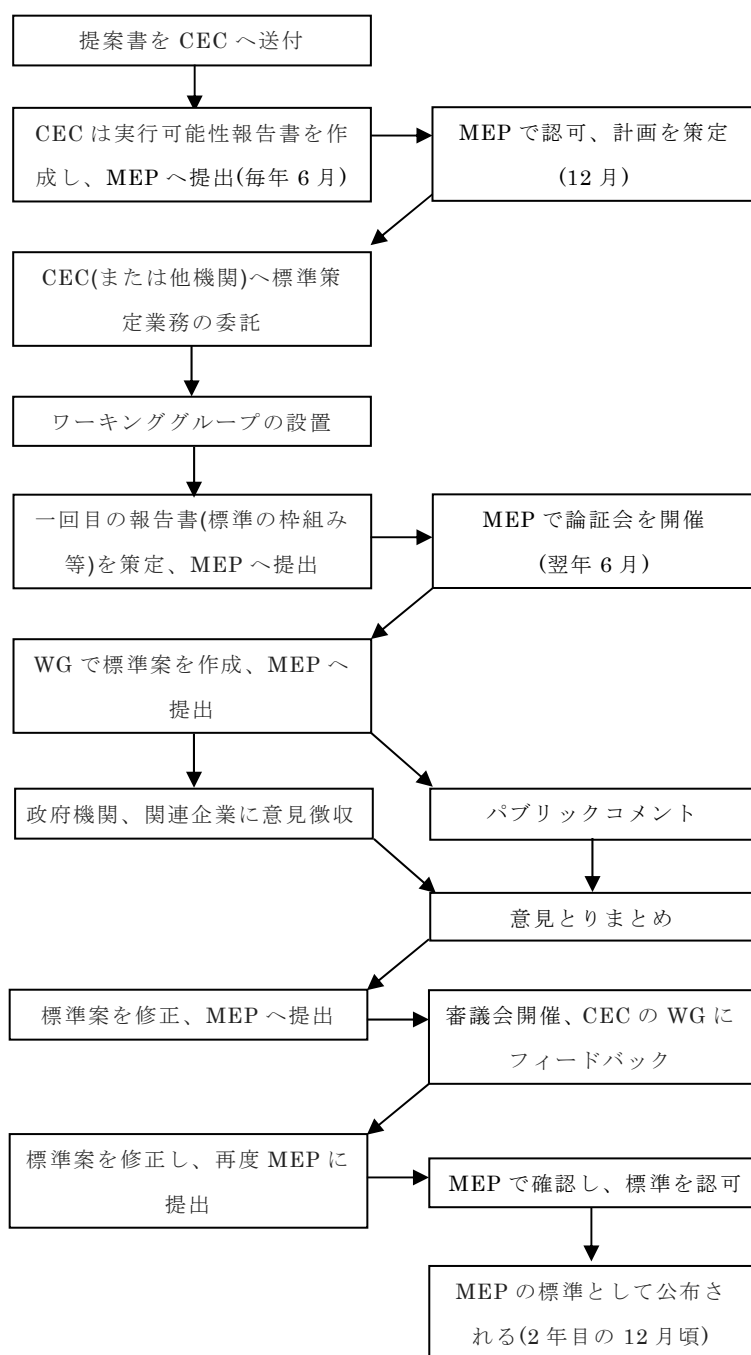 提案書を CEC へ送付
CEC は実行可能性報告書を作
成し、MEP へ提出(毎年 6 月)
MEP で認可、計画を策定
(12 月)
CEC(または他機関)へ標準策
定業務の委託
ワーキンググループの設置
一回目の報告書(標準の枠組み
等)を策定、MEP へ提出
MEP で論証会を開催
(翌年 6 月)
WG で標準案を作成、MEP へ
提出
政府機関、関連企業に意見徴収
パブリックコメント
意見とりまとめ
標準案を修正、MEP へ提出
審議会開催、CEC の WG に
フィードバック
標準案を修正し、再度 MEP に
提出
MEP で確認し、標準を認可
MEP の標準として公布さ
れる(2 年目の 12 月頃)